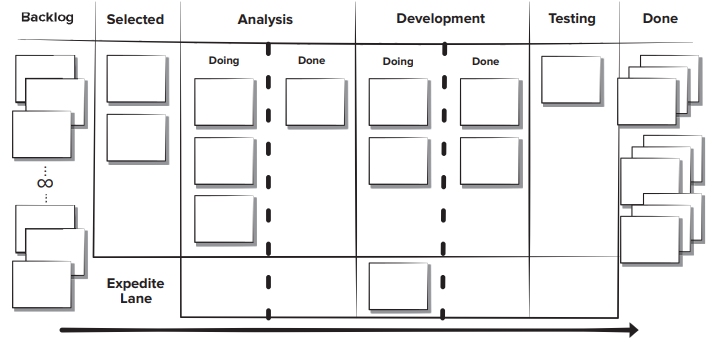 Backlog
Selected
Analysis
Development
Testing
Done
Doing
Done
Doing
Done
∞
Expedite
Lane